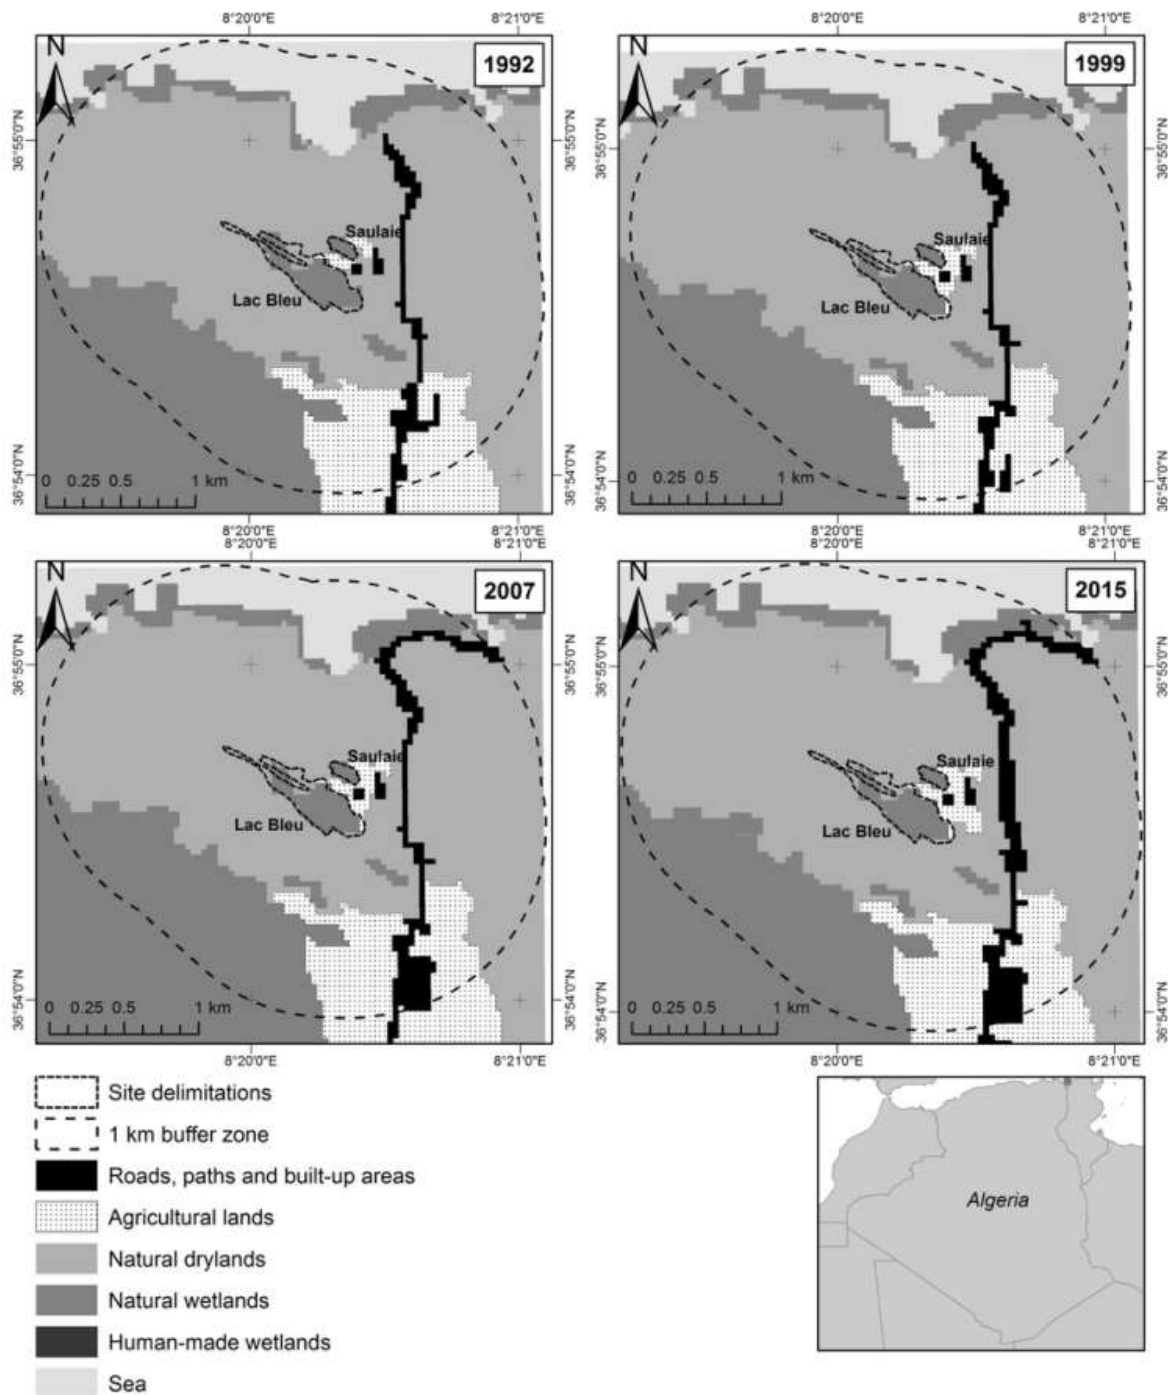 8°20'0"E 8°21'0"E 8°20'0"E 8°21'0"E
N 1992 N 1999
36°55'0"N 36°55'0"N 36°55'0"N 36°55'0"N
Saulaie Saulaie
Lac Bleu Lac Bleu
36°54'0"N 36°54'0"N 36°54'0"N 36°54'0"N
0 0.25 0.5 1 km 0 0.25 0.5 1 km
8°21'0"E
8°20'0"E 8°21'0"E 8°20'0"E 8°21'0"E
N 2007 N 2015
36°55'0"N 36°55'0"N 36°55'0"N 36°55'0"N
Saulaie Saulaie
Lac Bleu Lac Bleu
36°54'0"N 36°54'0"N 36°54'0"N 36°54'0"N
0 0.25 0.5 1 km 0 0.25 0.5 1 km
8°20'0"E 8°21'0"E 8°20'0"E 8°21'0"E
Site delimitations
1 km buffer zone
Roads, paths and built-up areas
Agricultural lands
Natural drylands
Natural wetlands
Human-made wetlands
Sea
Algeria